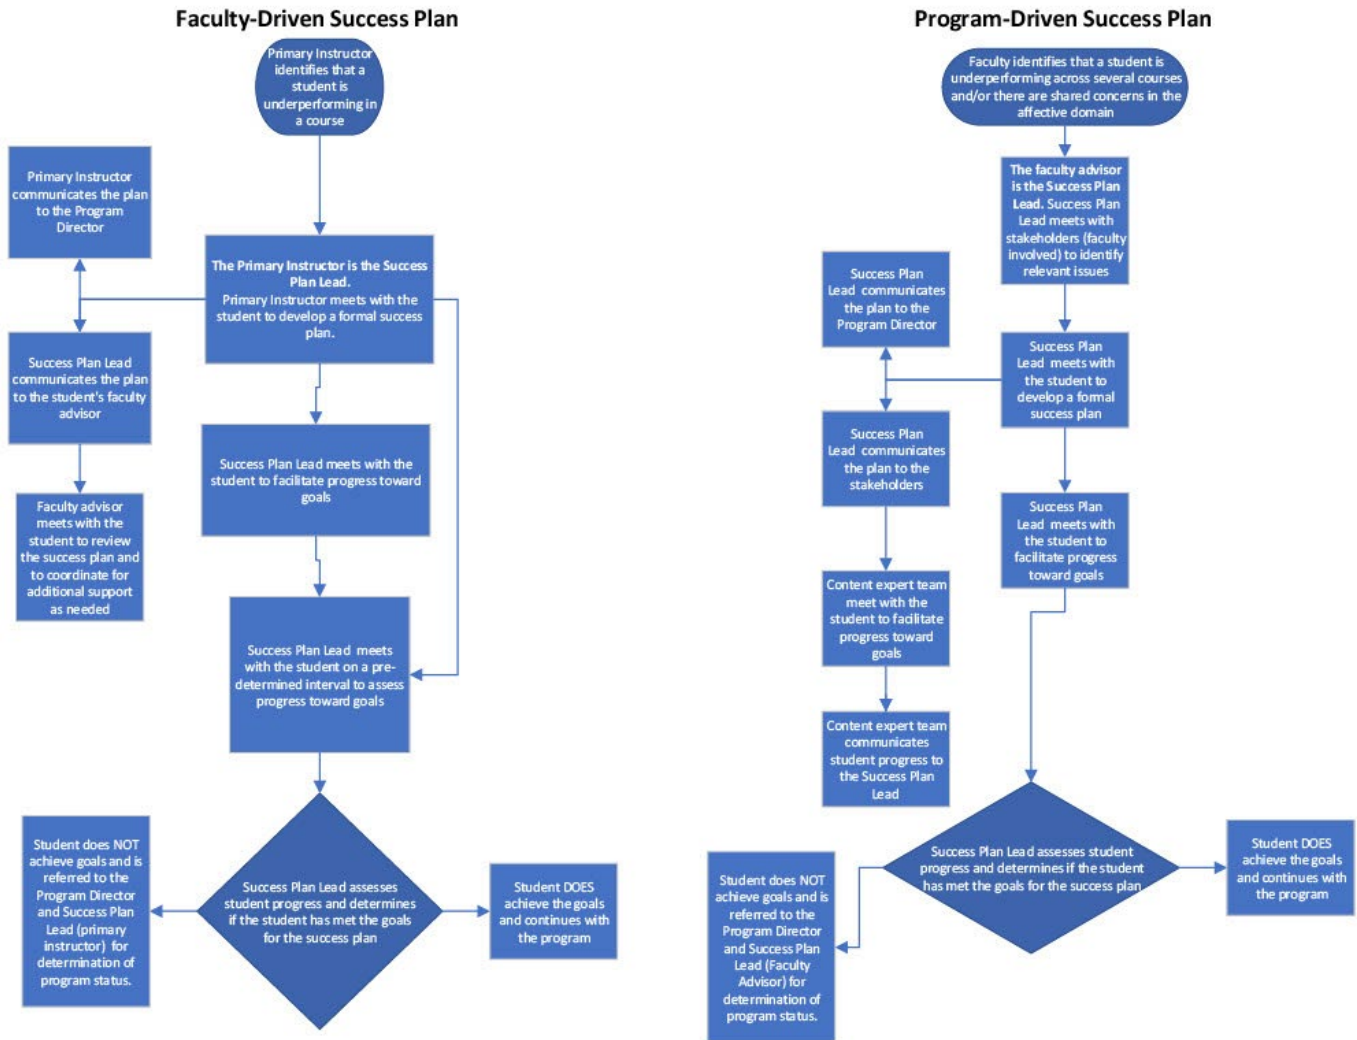 Faculty-Driven Success Plan
Primary Instructor
identifies that a
student is
underperforming in
a course
Primary Instructor
communicates the plan
to the Program
Director
The Primary Instructor is the Success
Plan Lead.
Primary Instructor meets with the
student to develop a formal success
plan.
Success Plan Lead
communicates the plan
to the student's faculty
advisor
Success Plan Lead meets with the
student to facilitate progress toward
goals
Faculty advisor
meets with the
student to review
the success plan and
to coordinate for
additional support
as needed
Success Plan Lead meets
with the student on a pre-
determined interval to assess
progress toward goals
Success Plan Lead assesses
student progress and determines
if the student has met the goals
for the success plan
Student does NOT
achieve goals and is
referred to the
Program Director
and Success Plan
Lead (primary
instructor) for
determination of
program status.
Student DOES
achieve the goals
and continues with
the program
Program-Driven Success Plan
Faculty identifies that a student is
underperforming across several courses
and/or there are shared concerns in the
affective domain
The faculty advisor
is the Success Plan
Lead. Success Plan
Lead meets with
stakeholders (faculty
involved) to identify
relevant issues
Success Plan
Lead communicates
the plan to the
Program Director
Success Plan
Lead meets with
the student to
develop a formal
success plan
Success Plan
Lead communicates
the plan to the
stakeholders
Success Plan
Lead meets with
the student to
facilitate progress
toward goals
Content expert team
meet with the
student to facilitate
progress toward
goals
Content expert team
communicates
student progress to
the Success Plan
Lead
Success Plan Lead assesses student
progress and determines if the student
has met the goals for the success plan
Student does NOT
achieve goals and is
referred to the
Program Director
and Success Plan
Lead (Faculty
Advisor) for
determination of
program status.
Student DOES
achieve the goals
and continues with
the program